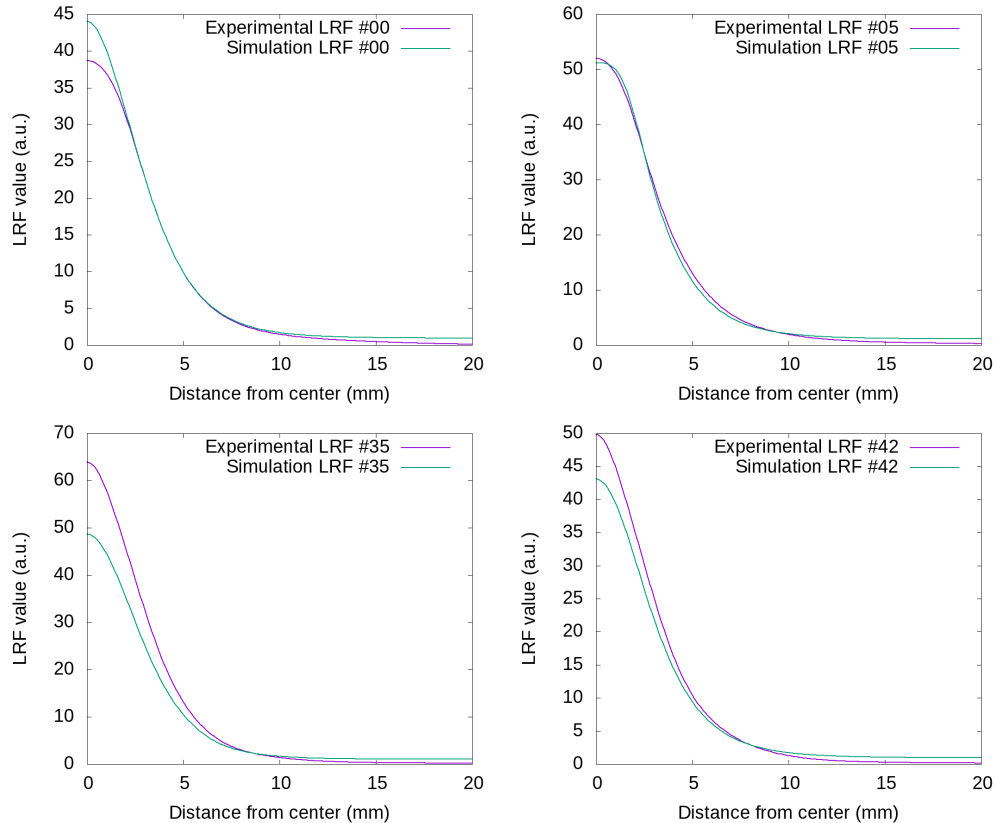 Experimental LRF #00
Simulation LRF #00
LRF value (a.u.)
45
40
35
30
25
20
15
10
5
0
0 5 10 15 20
Distance from center (mm)
Experimental LRF #05
Simulation LRF #05
LRF value (a.u.)
60
50
40
30
20
10
0
0 5 10 15 20
Distance from center (mm)
Experimental LRF #35
Simulation LRF #35
LRF value (a.u.)
70
60
50
40
30
20
10
0
0 5 10 15 20
Distance from center (mm)
Experimental LRF #42
Simulation LRF #42
LRF value (a.u.)
50
45
40
35
30
25
20
15
10
5
0
0 5 10 15 20
Distance from center (mm)